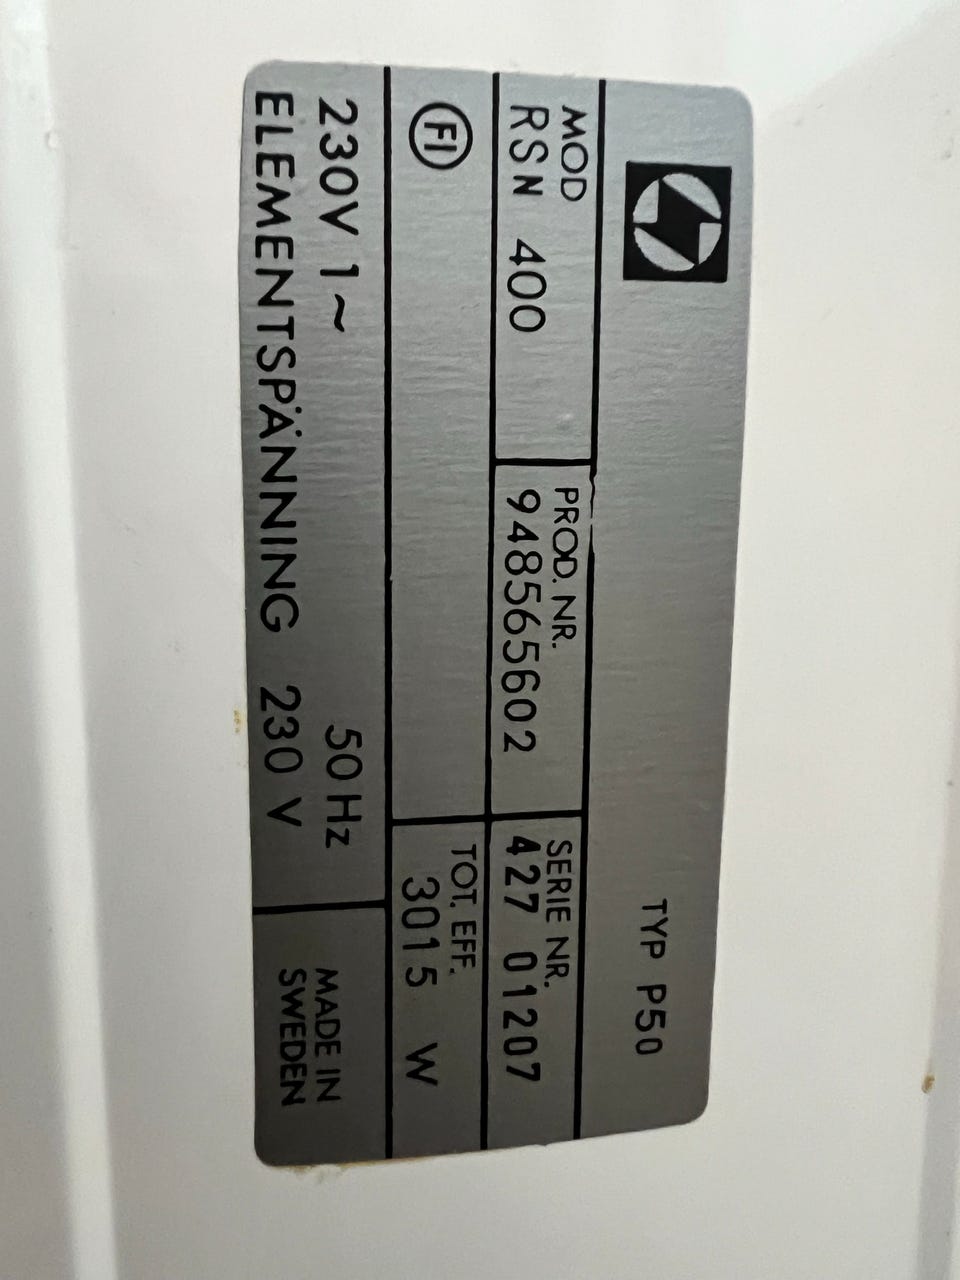 TYP P50
MOD
RSN 400
PROD. NR.
948565602
SERIE NR.
427 01207
FI
TOT. EFF.
3015 W
230V 1~ 50 Hz
ELEMENTSPÄNNING 230 V
MADE IN
SWEDEN